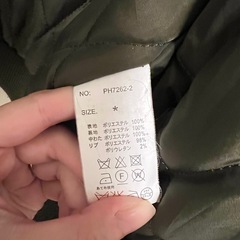 NO: PH7262-2
SIZE. *
表地 ポリエステル 100%
裏地 ポリエステル 100%
中わた ポリエステル 100%
リブ ポリエステル 98%
ポリウレタン 2%